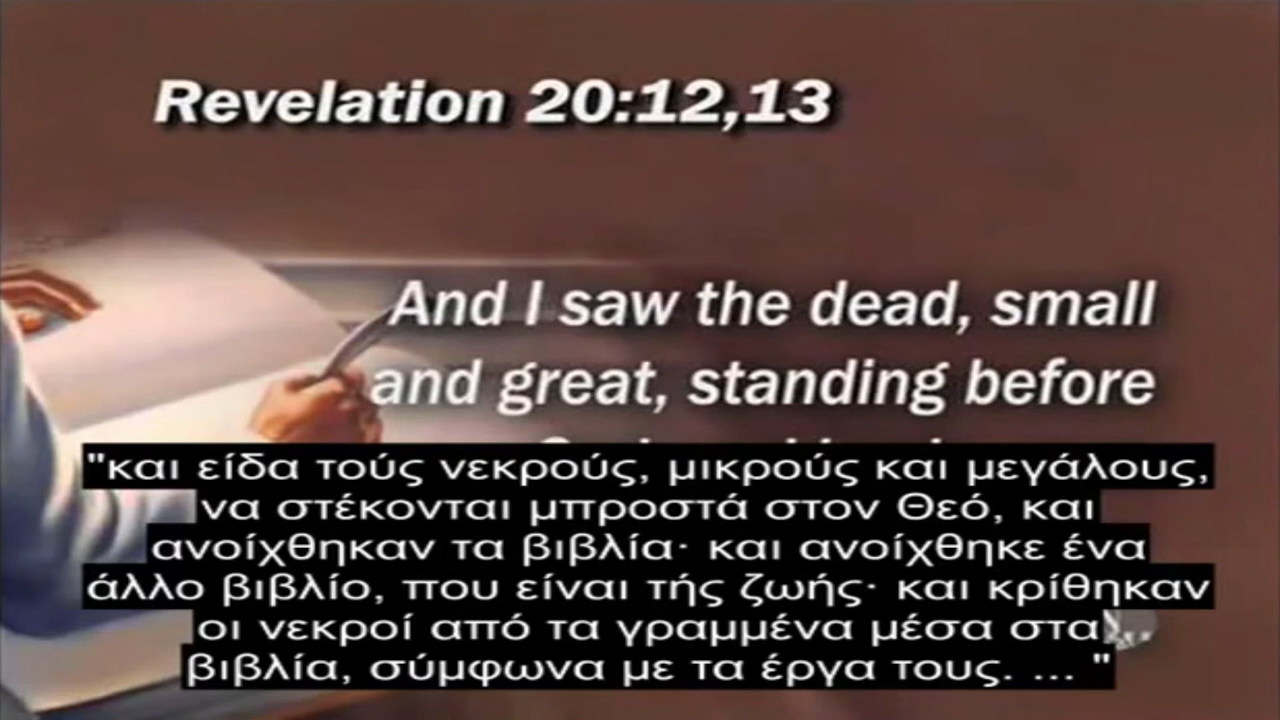 Revelation 20:12,13
And I saw the dead, small
and great, standing before
"και είδα τούς νεκρούς, μικρούς και μεγάλους,
να στέκονται μπροστά στον Θεό, και
ανοίχθηκαν τα βιβλία· και ανοίχθηκε ένα
άλλο βιβλίο, που είναι τής ζωής· και κρίθηκαν
οι νεκροί από τα γραμμένα μέσα στα
βιβλία, σύμφωνα με τα έργα τους. ... "